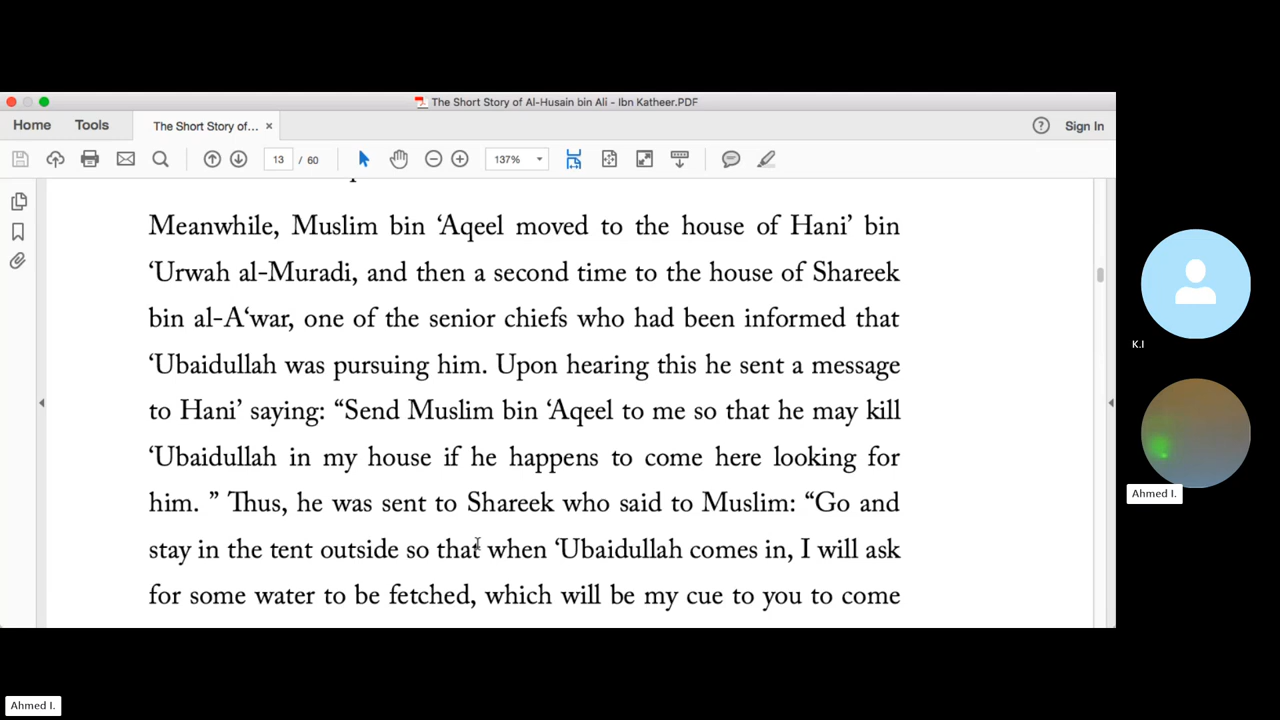 The Short Story of Al-Husain bin Ali - Ibn Katheer.PDF
Home Tools The Short Story of... × ? Sign In
13 / 60 137%
Meanwhile, Muslim bin ‘Aqeel moved to the house of Hani’ bin
‘Urwah al-Muradi, and then a second time to the house of Shareek
bin al-A‘war, one of the senior chiefs who had been informed that
‘Ubaidullah was pursuing him. Upon hearing this he sent a message
to Hani’ saying: “Send Muslim bin ‘Aqeel to me so that he may kill
‘Ubaidullah in my house if he happens to come here looking for
him. ” Thus, he was sent to Shareek who said to Muslim: “Go and
stay in the tent outside so that when ‘Ubaidullah comes in, I will ask
for some water to be fetched, which will be my cue to you to come
K.I
Ahmed I.
Ahmed I.